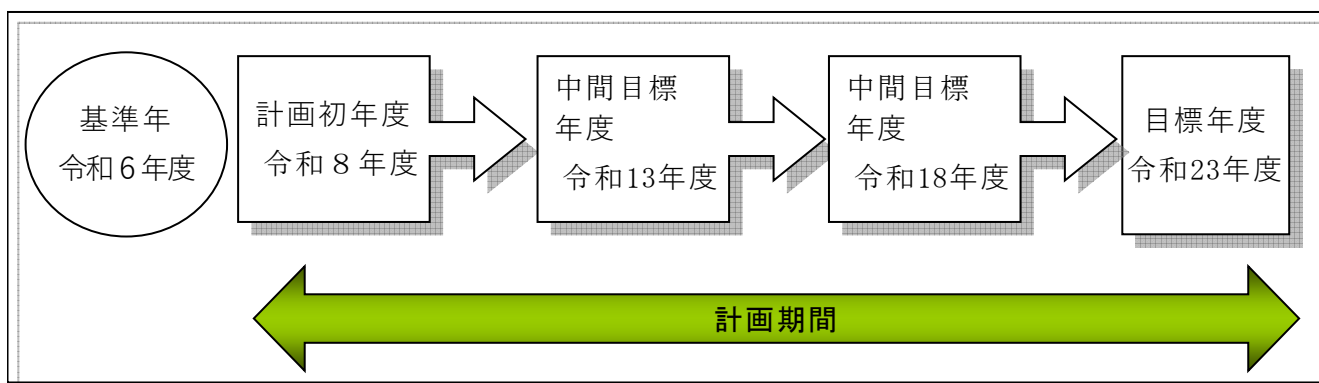 基準年
令和６年度
計画初年度
令和８年度
中間目標
年度
令和13年度
中間目標
年度
令和18年度
目標年度
令和23年度
計画期間